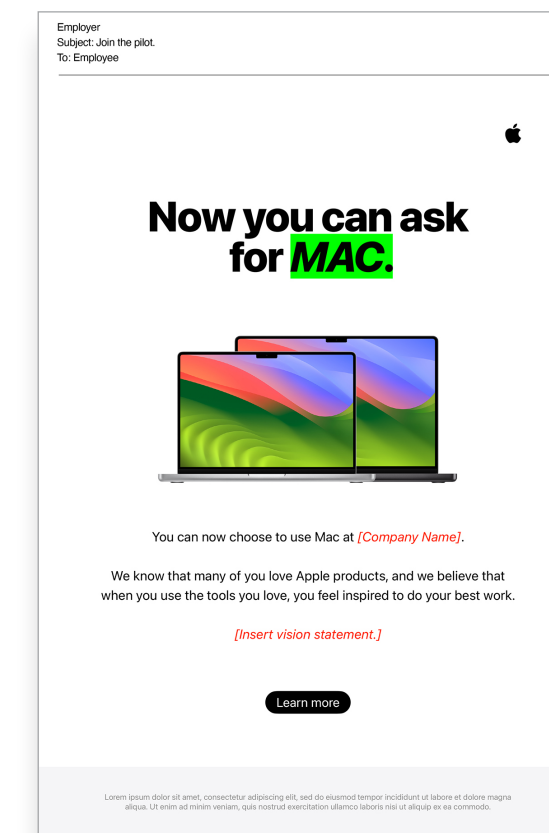 Employer
Subject: Join the pilot.
To: Employee
Now you can ask
for MAC.
You can now choose to use Mac at [Company Name].
We know that many of you love Apple products, and we believe that
when you use the tools you love, you feel inspired to do your best work.
[Insert vision statement.]
Learn more
Lorem ipsum dolor sit amet, consectetur adipiscing elit, sed do eiusmod tempor incididunt ut labore et dolore magna
aliqua. Ut enim ad minim veniam, quis nostrud exercitation ullamco laboris nisi ut aliquip ex ea commodo.